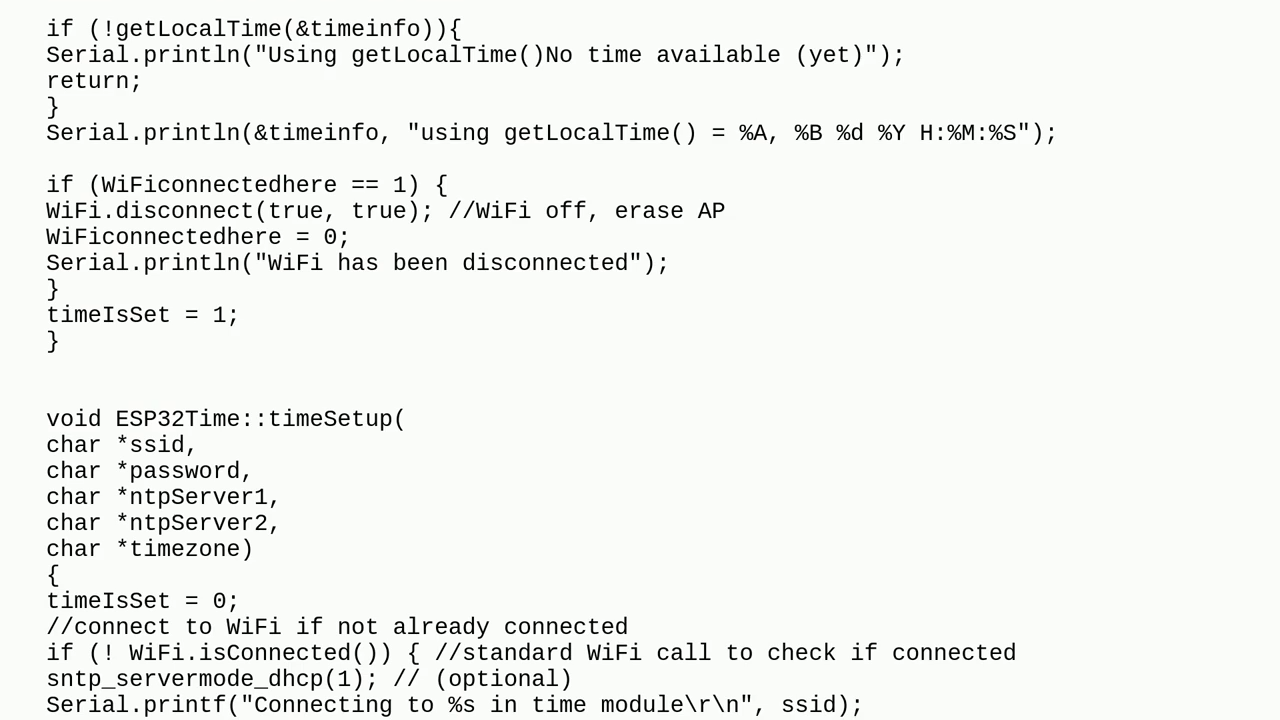 if (!getLocalTime(&timeinfo)){
Serial.println("Using getLocalTime()No time available (yet)");
return;
}
Serial.println(&timeinfo, "using getLocalTime() = %A, %B %d %Y H:%M:%S");
if (WiFiconnectedhere == 1) {
WiFi.disconnect(true, true); //WiFi off, erase AP
WiFiconnectedhere = 0;
Serial.println("WiFi has been disconnected");
}
timeIsSet = 1;
}
void ESP32Time::timeSetup(
char *ssid,
char *password,
char *ntpServer1,
char *ntpServer2,
char *timezone)
{
timeIsSet = 0;
//connect to WiFi if not already connected
if (! WiFi.isConnected()) { //standard WiFi call to check if connected
sntp_servermode_dhcp(1); // (optional)
Serial.printf("Connecting to %s in time module\r\n", ssid);